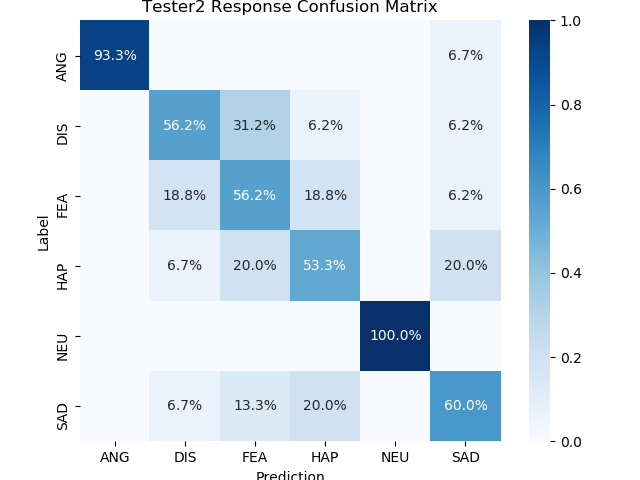 Tester2 Response Confusion Matrix
1.0
ANG 93.3% 6.7%
0.8
DIS 56.2% 31.2% 6.2% 6.2%
0.6
FEA 18.8% 56.2% 18.8% 6.2%
Label
HAP 6.7% 20.0% 53.3% 20.0%
0.4
NEU 100.0%
0.2
SAD 6.7% 13.3% 20.0% 60.0%
0.0
ANG DIS FEA HAP NEU SAD
Prediction